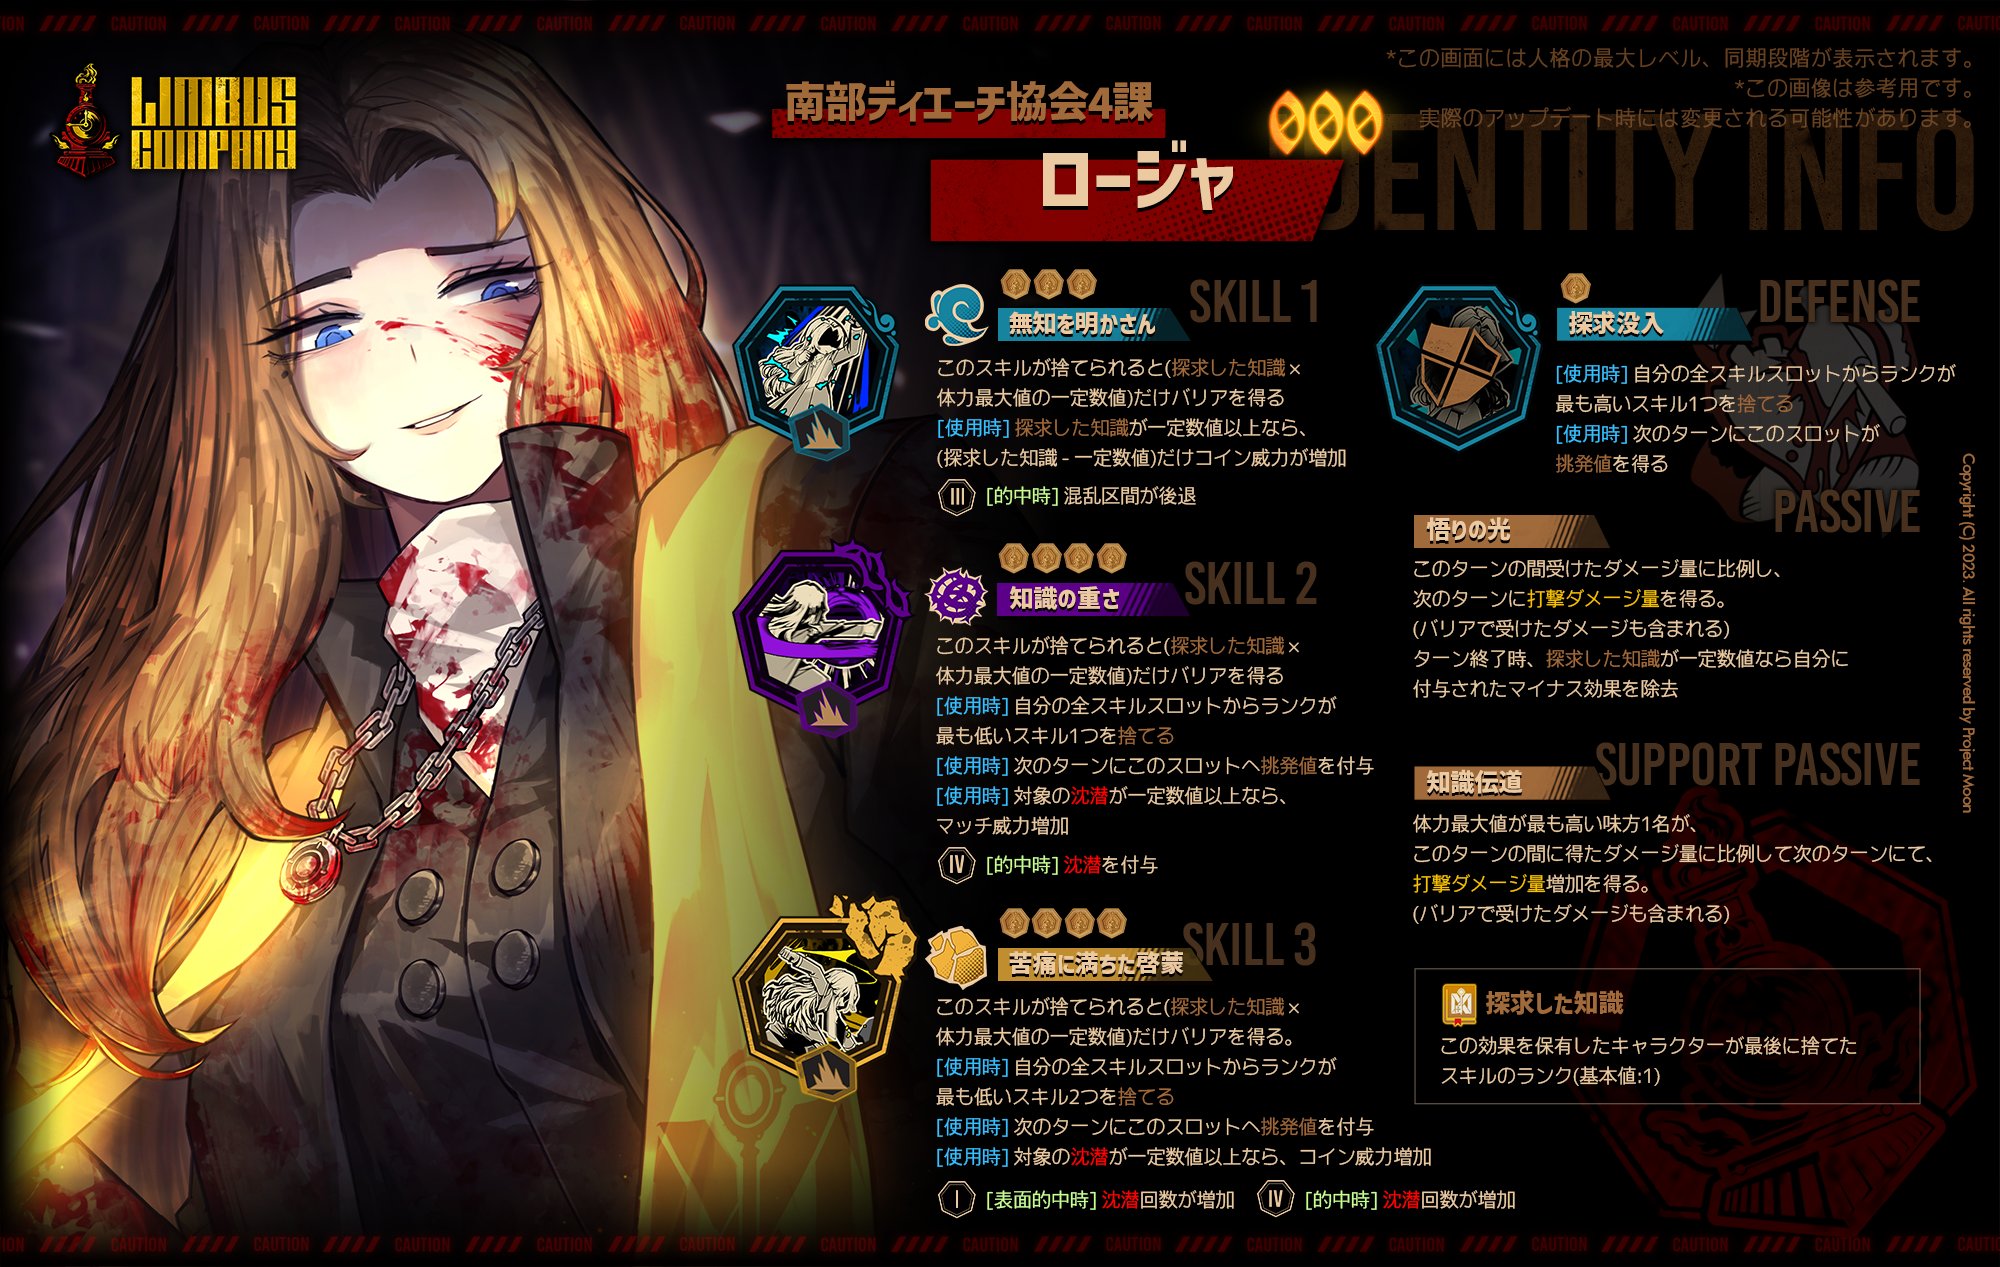 CAUTION CAUTION CAUTION CAUTION CAUTION CAUTION CAUTION CAUTION CAUTION CAUTION CAUTION CAUTION CAUTION
LIMBUS
COMPANY
*この画面には人格の最大レベル、同期段階が表示されます。
*この画像は参考用です。
実際のアップデート時には変更される可能性があります。
IDENTITY INFO
南部ディエーチ協会4課
000
ロージャ
SKILL 1
無知を明かさん
このスキルが捨てられると(探求した知識×
体力最大値の一定数値)だけバリアを得る
[使用時] 探求した知識が一定数値以上なら、
(探求した知識 - 一定数値)だけコイン威力が増加
III [的中時] 混乱区間が後退
SKILL 2
知識の重さ
このスキルが捨てられると(探求した知識×
体力最大値の一定数値)だけバリアを得る
[使用時] 自分の全スキルスロットからランクが
最も低いスキル1つを捨てる
[使用時] 次のターンにこのスロットへ挑発値を付与
[使用時] 対象の沈潜が一定数値以上なら、
マッチ威力増加
IV [的中時] 沈潜を付与
SKILL 3
苦痛に満ちた啓蒙
このスキルが捨てられると(探求した知識×
体力最大値の一定数値)だけバリアを得る。
[使用時] 自分の全スキルスロットからランクが
最も低いスキル2つを捨てる
[使用時] 次のターンにこのスロットへ挑発値を付与
[使用時] 対象の沈潜が一定数値以上なら、コイン威力増加
I [表面的中時] 沈潜回数が増加 IV [的中時] 沈潜回数が増加
DEFENSE
探求没入
[使用時] 自分の全スキルスロットからランクが
最も高いスキル1つを捨てる
[使用時] 次のターンにこのスロットが
挑発値を得る
PASSIVE
悟りの光
このターンの間受けたダメージ量に比例し、
次のターンに打撃ダメージ量を得る。
(バリアで受けたダメージも含まれる)
ターン終了時、探求した知識が一定数値なら自分に
付与されたマイナス効果を除去
SUPPORT PASSIVE
知識伝道
体力最大値が最も高い味方1名が、
このターンの間に得たダメージ量に比例して次のターンにて、
打撃ダメージ量増加を得る。
(バリアで受けたダメージも含まれる)
探求した知識
この効果を保有したキャラクターが最後に捨てた
スキルのランク(基本値:1)
Copyright (C) 2023. All rights reserved by Project Moon
CAUTION CAUTION CAUTION CAUTION CAUTION CAUTION CAUTION CAUTION CAUTION CAUTION CAUTION CAUTION CAUTION